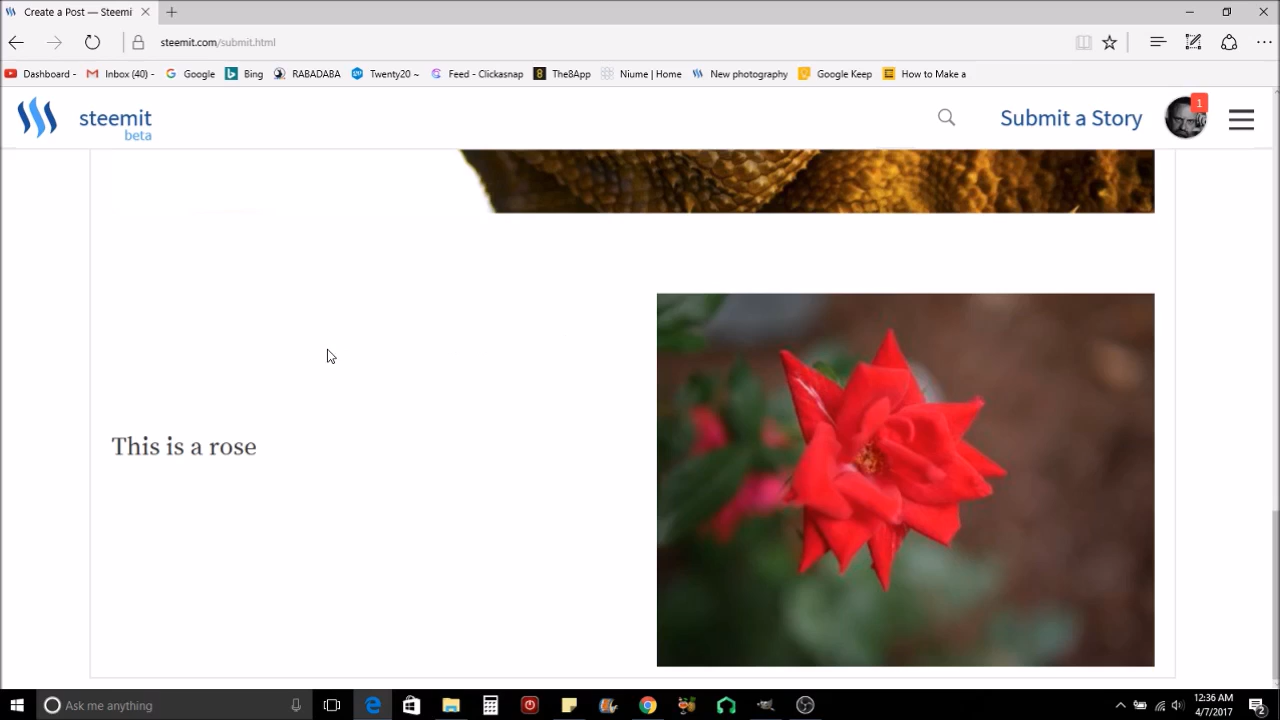 Create a Post — Steemi
steemit.com/submit.html
Dashboard -
Inbox (40) -
Google
Bing
RABADABA
Twenty20 ~
Feed - Clickasnap
8
The8App
Niume | Home
New photography
Google Keep
How to Make a
steemit
beta
Submit a Story
1
This is a rose
Ask me anything
12:36 AM
4/7/2017
2